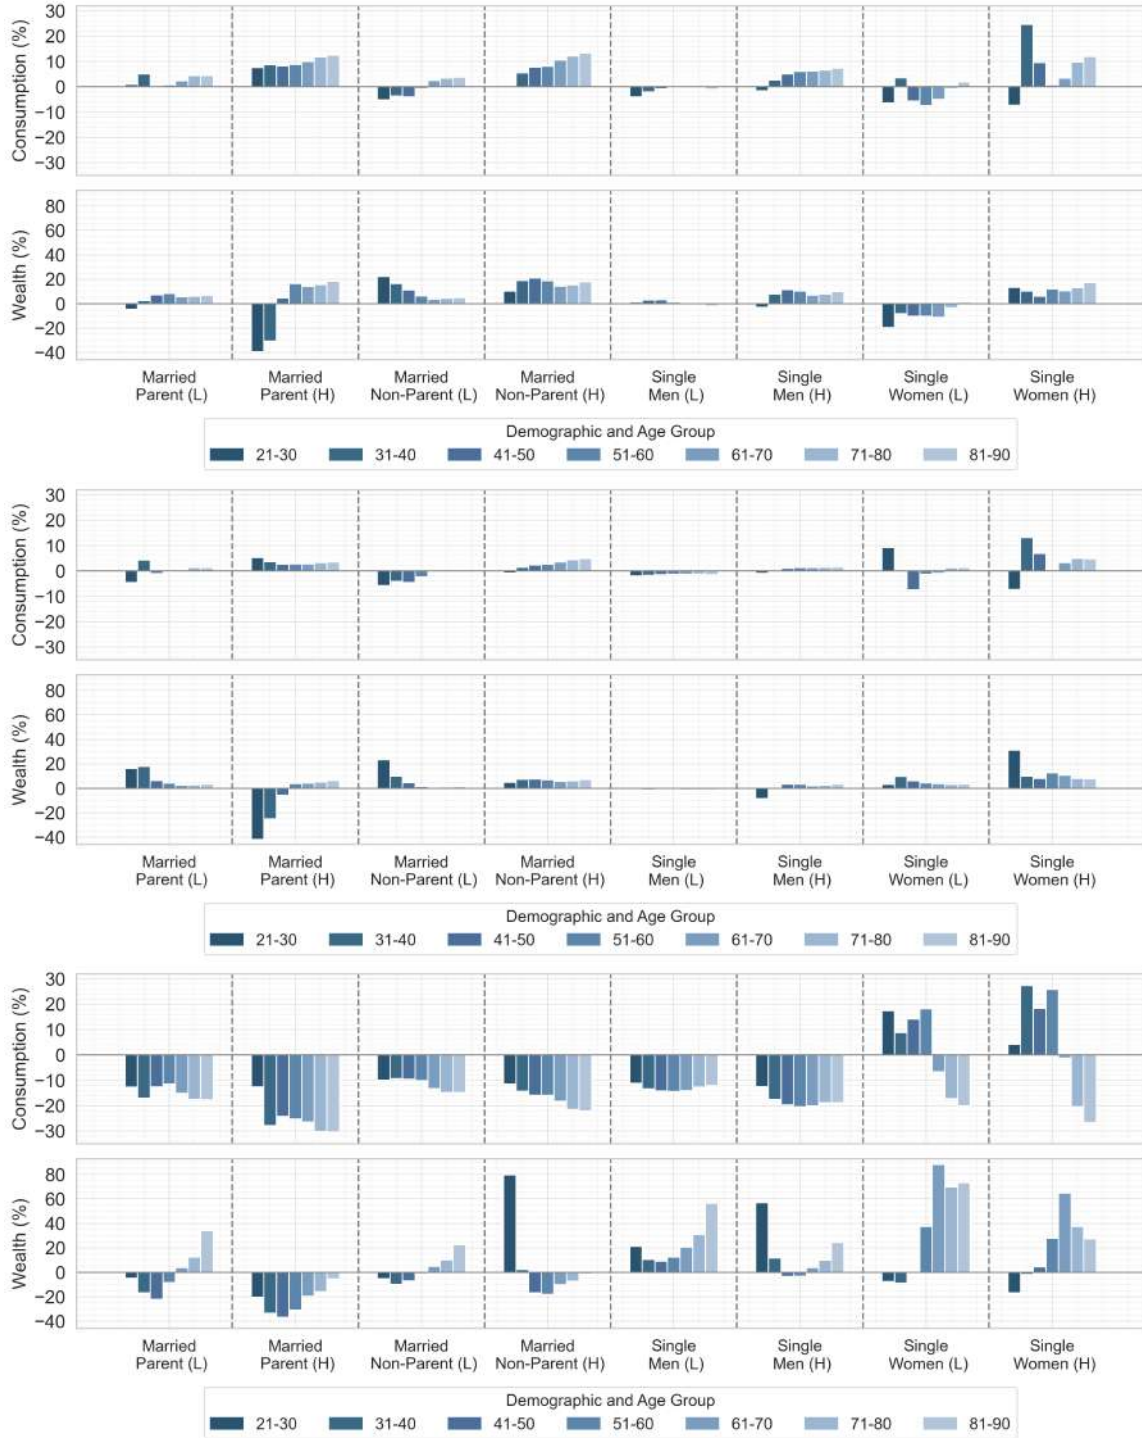 Consumption (%)
30
20
10
0
−10
−20
−30
Wealth (%)
80
60
40
20
0
−20
−40
Married Parent (L)
Married Parent (H)
Married Non-Parent (L)
Married Non-Parent (H)
Single Men (L)
Single Men (H)
Single Women (L)
Single Women (H)
Demographic and Age Group
21-30 31-40 41-50 51-60 61-70 71-80 81-90
Consumption (%)
30
20
10
0
−10
−20
−30
Wealth (%)
80
60
40
20
0
−20
−40
Married Parent (L)
Married Parent (H)
Married Non-Parent (L)
Married Non-Parent (H)
Single Men (L)
Single Men (H)
Single Women (L)
Single Women (H)
Demographic and Age Group
21-30 31-40 41-50 51-60 61-70 71-80 81-90
Consumption (%)
30
20
10
0
−10
−20
−30
Wealth (%)
80
60
40
20
0
−20
−40
Married Parent (L)
Married Parent (H)
Married Non-Parent (L)
Married Non-Parent (H)
Single Men (L)
Single Men (H)
Single Women (L)
Single Women (H)
Demographic and Age Group
21-30 31-40 41-50 51-60 61-70 71-80 81-90